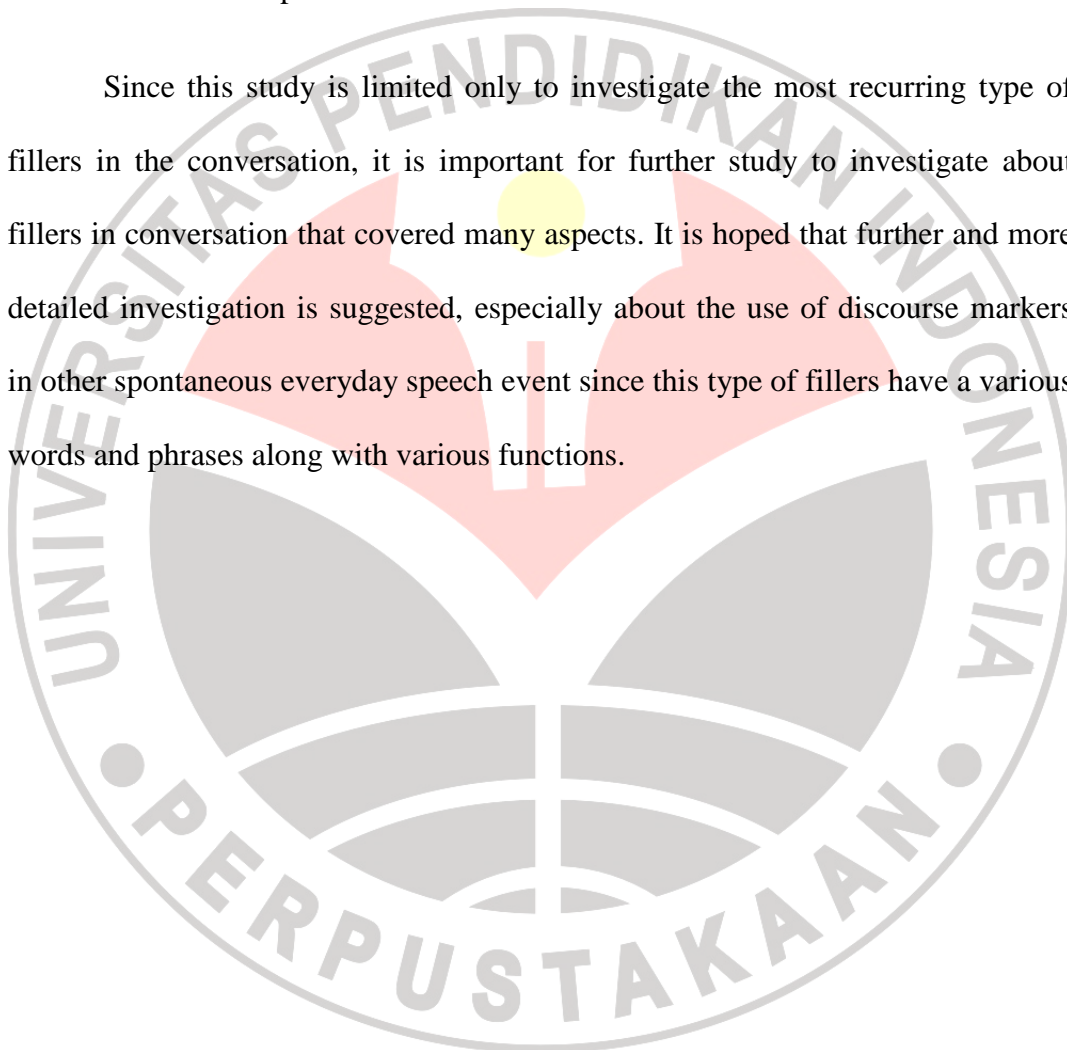 Since this study is limited only to investigate the most recurring type of
fillers in the conversation, it is important for further study to investigate about
fillers in conversation that covered many aspects. It is hoped that further and more
detailed investigation is suggested, especially about the use of discourse markers
in other spontaneous everyday speech event since this type of fillers have a various
words and phrases along with various functions.
UNIVERSITAS PENDIDIKAN INDONESIA
PERPUSTAKAAN